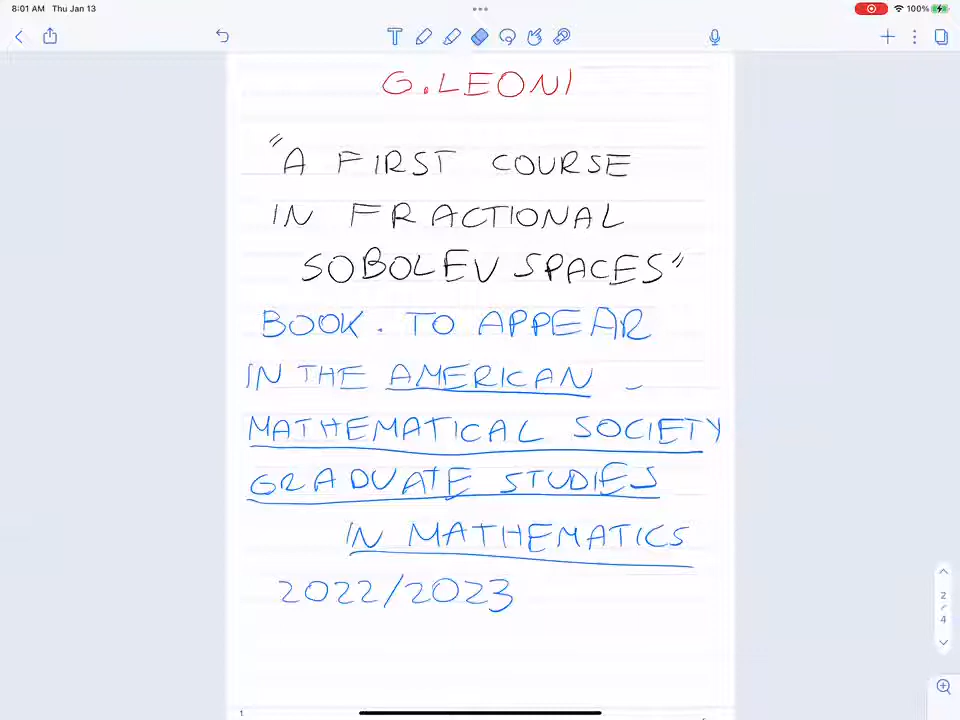 8:01 AM Thu Jan 13
100%
G. LEONI
"A FIRST COURSE
IN FRACTIONAL
SOBOLEV SPACES"
BOOK. TO APPEAR
IN THE AMERICAN -
MATHEMATICAL SOCIETY
GRADUATE STUDIES
IN MATHEMATICS
2022/2023
2
/
4
1